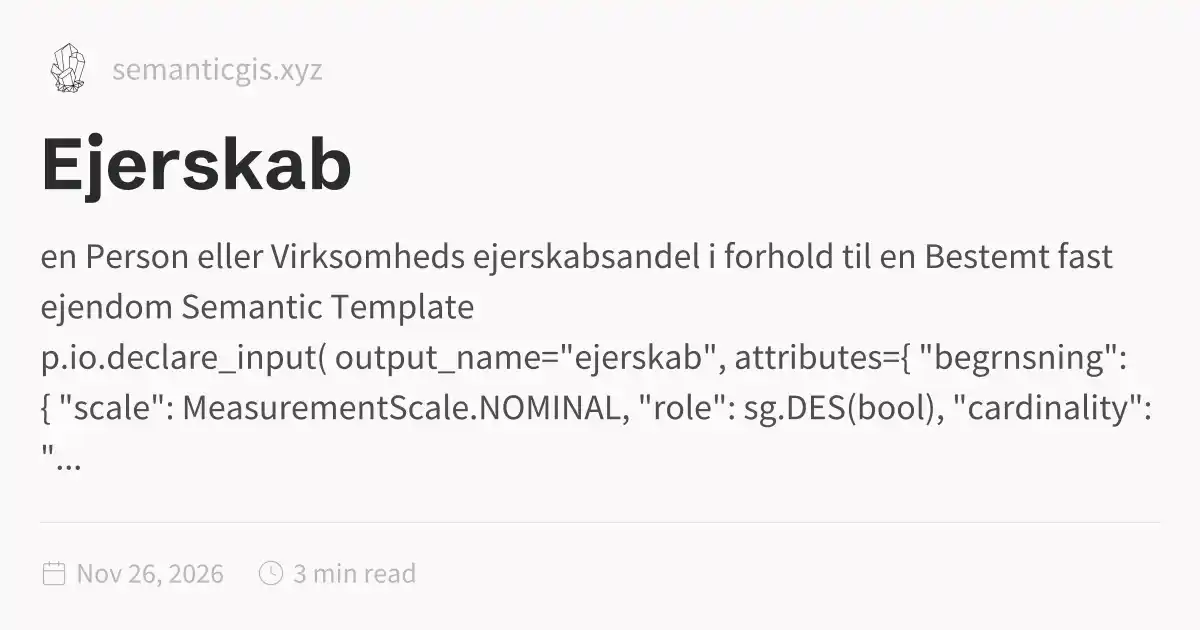 semanticgis.xyz
Ejerskab
en Person eller Virksomheds ejerskabsandel i forhold til en Bestemt fast
ejendom Semantic Template
p.io.declare_input( output_name="ejerskab", attributes={ "begrnsning":
{ "scale": MeasurementScale.NOMINAL, "role": sg.DES(bool), "cardinality":
"...
Nov 26, 2026 3 min read